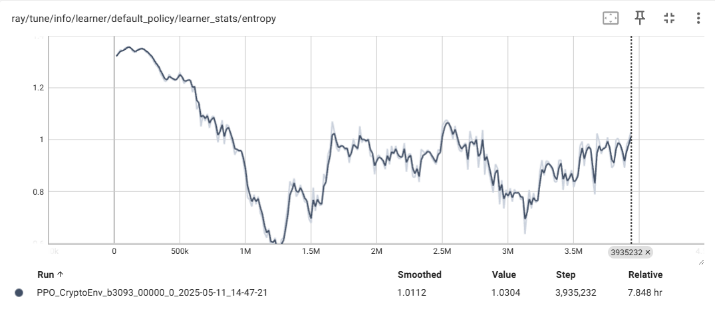 ray/tune/info/learner/default_policy/learner_stats/entropy
1.2
1
0.8
0 500k 1M 1.5M 2M 2.5M 3M 3.5M 3935232 ×
Run ↑ Smoothed Value Step Relative
PPO_CryptoEnv_b3093_00000_0_2025-05-11_14-47-21 1.0112 1.0304 3,935,232 7.848 hr